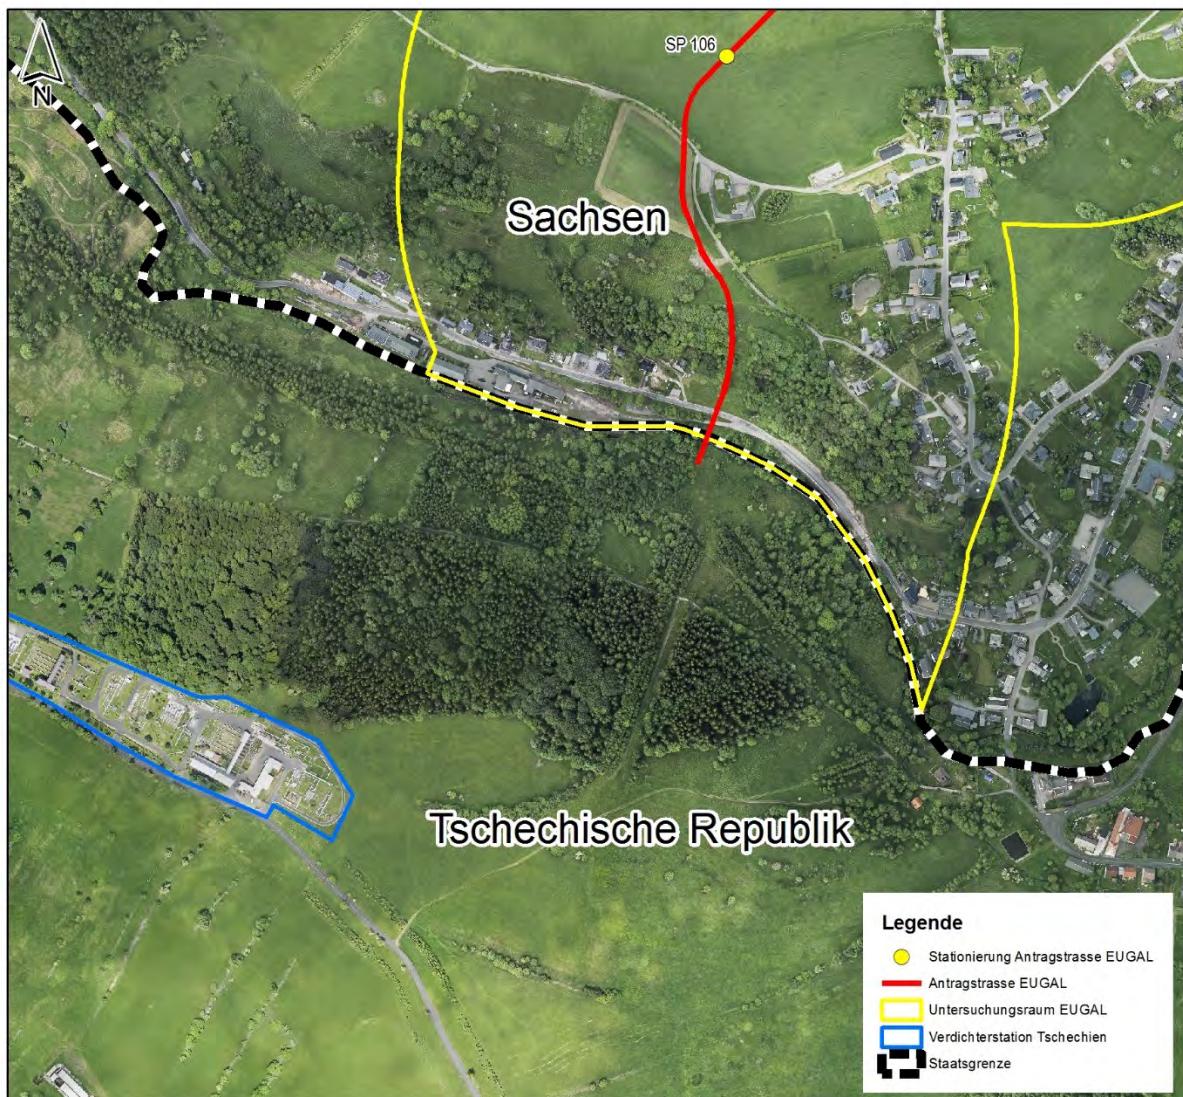 N
SP 106
Sachsen
Tschechische Republik
Legende
Stationierung Antragstrasse EUGAL
Antragstrasse EUGAL
Untersuchungsraum EUGAL
Verdichterstation Tschechien
Staatsgrenze